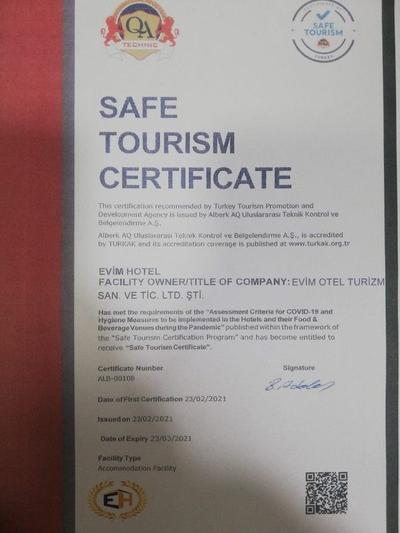 QA
TECHNIC
SAFE
TOURISM
TURKEY
SAFE
TOURISM
CERTIFICATE
This certification recommended by Turkey Tourism Promotion and
Development Agency is issued by Alberk AQ Uluslararası Teknik Kontrol ve
Belgelendirme A.Ş.
Alberk AQ Uluslararası Teknik Kontrol ve Belgelendirme A.Ş., is accredited
by TURKAK and its accreditation coverage is published at www.turkak.org.tr
EVİM HOTEL
FACILITY OWNER/TITLE OF COMPANY: EVİM OTEL TURİZM
SAN. VE TİC. LTD. ŞTİ.
Has met the requirements of the "Assessment Criteria for COVID-19 and
Hygiene Measures to be implemented in the Hotels and their Food &
Beverage Venues during the Pandemic" published within the framework of
the "Safe Tourism Certification Program" and has become entitled to
receive "Safe Tourism Certificate".
Certificate Number
ALB-00108
Signature
Date of First Certification 23/02/2021
Issued on 23/02/2021
Date of Expiry 23/03/2021
Facility Type
Accommodation Facility
EH